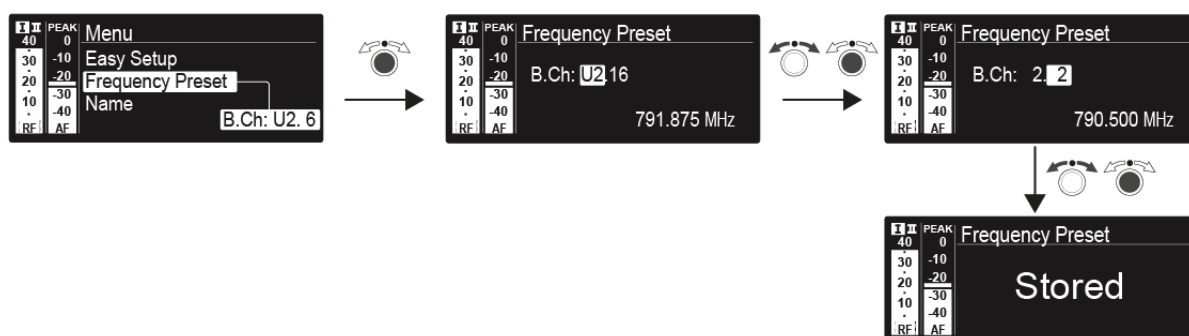 I II PEAK Menu
40 0
30 -10 Easy Setup
20 -20 Frequency Preset
10 -30 Name
-40 B.Ch: U2. 6
RF AF
I II PEAK Frequency Preset
40 0
30 -10
20 -20 B.Ch: U2.16
10 -30
-40 791.875 MHz
RF AF
I II PEAK Frequency Preset
40 0
30 -10
20 -20 B.Ch: 2. 2
10 -30
-40 790.500 MHz
RF AF
I II PEAK Frequency Preset
40 0
30 -10
20 -20 Stored
10 -30
-40
RF AF